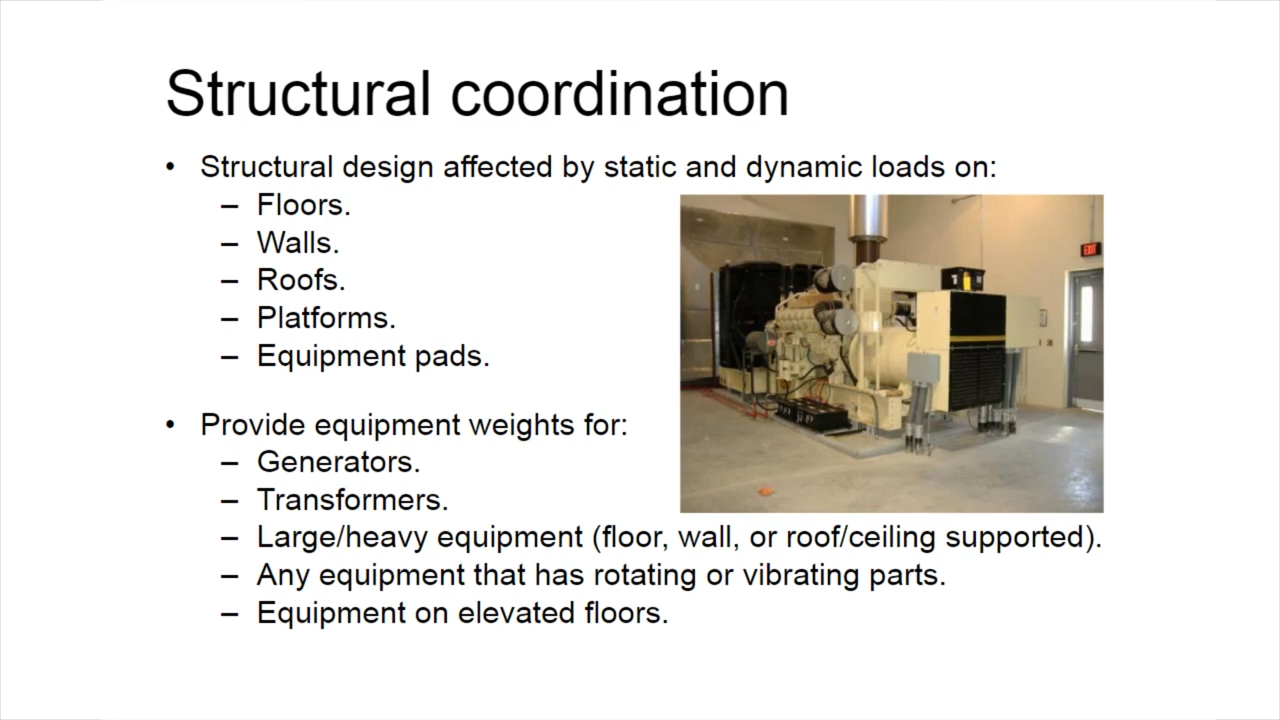 Structural coordination
• Structural design affected by static and dynamic loads on:
– Floors.
– Walls.
– Roofs.
– Platforms.
– Equipment pads.
EXIT
• Provide equipment weights for:
– Generators.
– Transformers.
– Large/heavy equipment (floor, wall, or roof/ceiling supported).
– Any equipment that has rotating or vibrating parts.
– Equipment on elevated floors.